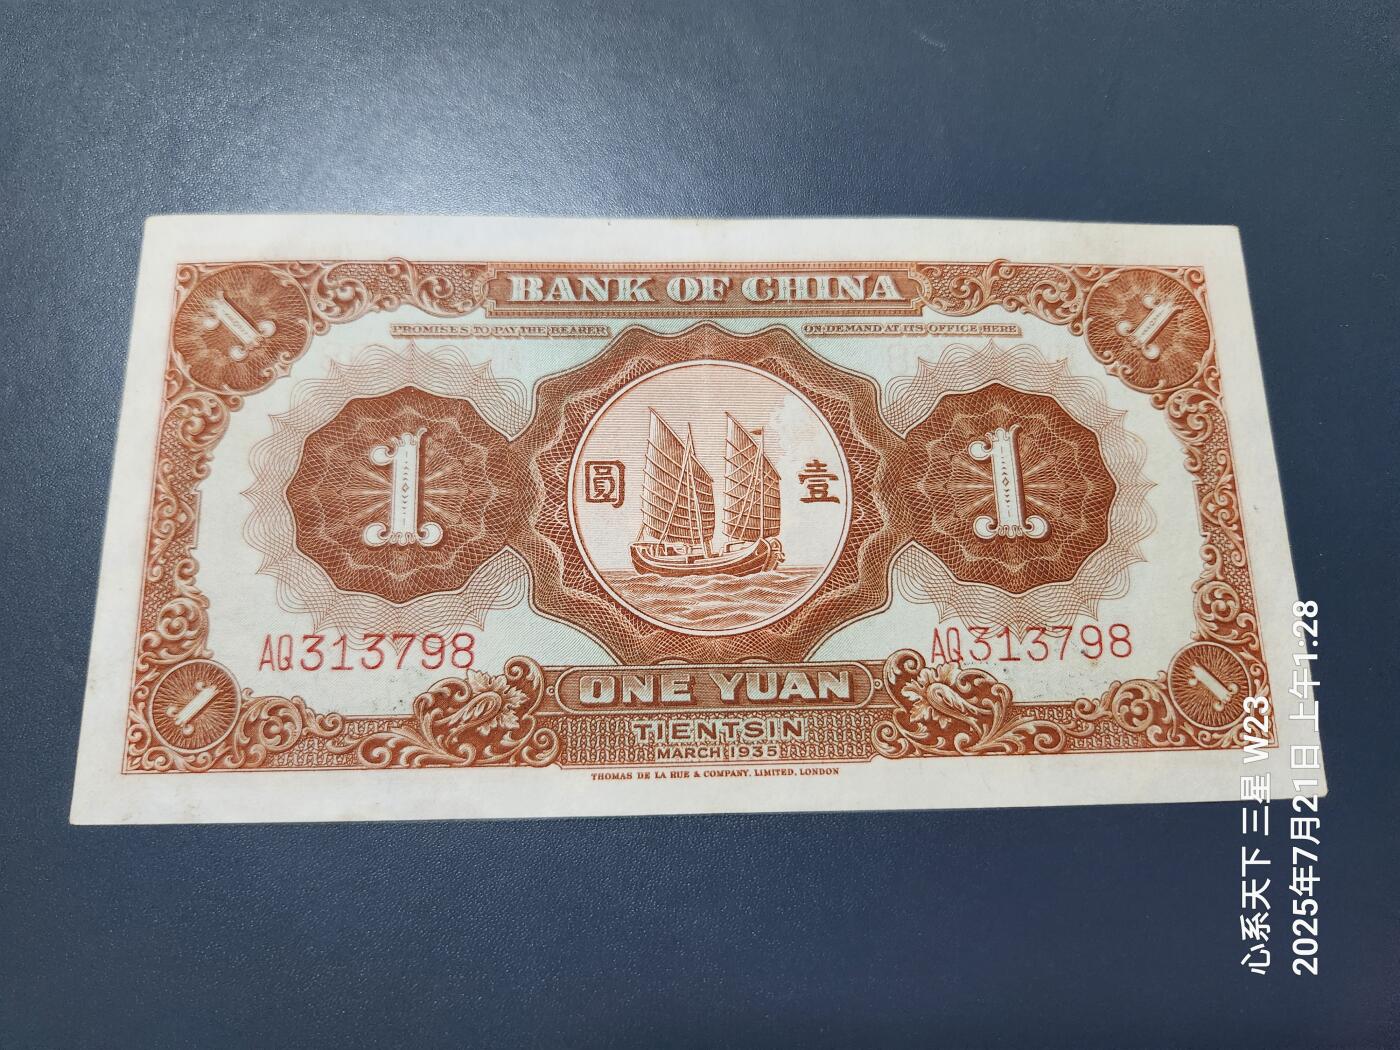 BANK OF CHINA
PROMISES TO PAY THE BEARER
ON DEMAND AT ITS OFFICE HERE
1
1
1
1
圓
壹
AQ313798
AQ313798
1
1
ONE YUAN
TIENTSIN
MARCH 1935
THOMAS DE LA RUE & COMPANY, LIMITED, LONDON
心系天下 三星 W23
2025年7月21日 上午1:28